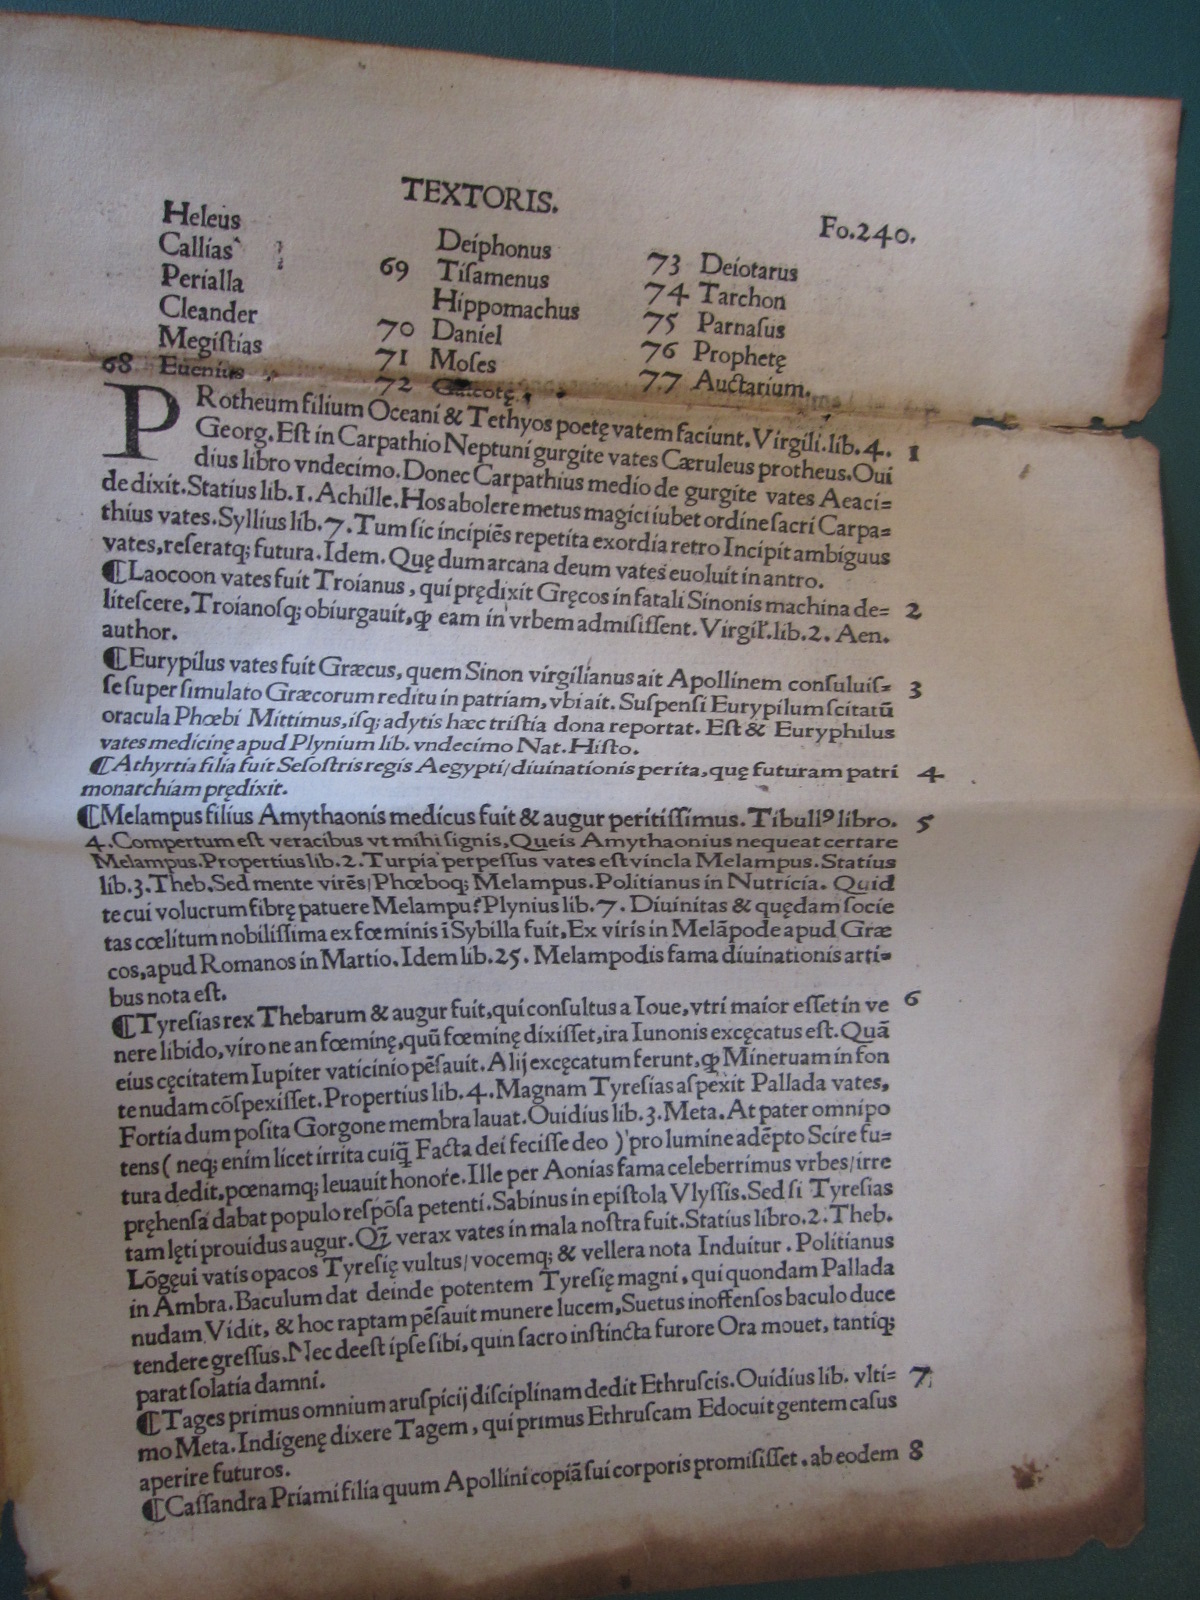 TEXTORIS.
Fo.240.
Heleus
Callias
Perialla
Cleander
Megiſtias
68 Euenius
Deiphonus
69 Tiſamenus
Hippomachus
70 Daniel
71 Moſes
72 Galeotę
73 Deiotarus
74 Tarchon
75 Parnaſus
76 Prophetę
77 Auctarium.
PRotheum filium Oceani & Tethyos poetę vatem faciunt. Virgili. lib. 4. 1
Georg. Eſt in Carpathio Neptuni gurgite vates Cæruleus protheus. Oui
dius libro vndecimo. Donec Carpathius medio de gurgite vates Aeaci=
de dixit. Statius lib. 1. Achille. Hos abolere metus magici iubet ordine ſacri Carpa=
thius vates. Syllius lib. 7. Tum ſic incipiẽs repetita exordia retro Incipit ambiguus
vates, referatq; futura. Idem. Quę dum arcana deum vates euoluit in antro.
¶Laocoon vates fuit Troianus, qui prędixit Gręcos in fatali Sinonis machina de= 2
liteſcere, Troianoſq; obiurgauit, ꝙ eam in vrbem admiſiſſent. Virgil. lib. 2. Aen.
author.
¶Eurypilus vates fuit Græcus, quem Sinon virgilianus ait Apollinem conſuluiſ= 3
ſe ſuper ſimulato Græcorum reditu in patriam, vbi ait. Suſpenſi Eurypilum ſcitatũ
oracula Phœbi Mittimus, iſq; adytis hæc triſtia dona reportat. Eſt & Euryphilus
vates medicinę apud Plynium lib. vndecimo Nat. Hiſto.
¶Athyrtia filia fuit Seſoſtris regis Aegypti/ diuinationis perita, quę futuram patri 4
monarchiam prędixit.
¶Melampus filius Amythaonis medicus fuit & augur peritiſſimus. Tibullꝰ libro. 5
4. Compertum eſt veracibus vt mihi ſignis, Queis Amythaonius nequeat certare
Melampus. Propertius lib. 2. Turpia perpeſſus vates eſt vincla Melampus. Statius
lib. 3. Theb. Sed mente virẽs/ Phœboq; Melampus. Politianus in Nutricia. Quid
te cui volucrum fibrę patuere Melampu? Plynius lib. 7. Diuinitas & quędam ſocie
tas cœlitum nobiliſſima ex fœminis ĩ Sybilla fuit, Ex viris in Melãpode apud Græ
cos, apud Romanos in Martio. Idem lib. 25. Melampodis fama diuinationis arti=
bus nota eſt.
¶Tyreſias rex Thebarum & augur fuit, qui conſultus a Ioue, vtri maior eſſet in ve 6
nere libido, viro ne an fœminę, quũ fœminę dixiſſet, ira Iunonis excęcatus eſt. Quã
eius cęcitatem Iupiter vaticinio pẽſauit. Alij excęcatum ferunt, ꝙ Mineruam in fon
te nudam cõſpexiſſet. Propertius lib. 4. Magnam Tyreſias aſpexit Pallada vates,
Fortia dum poſita Gorgone membra lauat. Ouidius lib. 3. Meta. At pater omnipo
tens ( neq; enim licet irrita cuiq̃ Facta dei feciſſe deo ) pro lumine adẽpto Scire fu=
tura dedit, pœnamq; leuauit honore. Ille per Aonias fama celeberrimus vrbes/ irre
pręhenſa dabat populo reſpõſa petenti. Sabinus in epiſtola Vlyſſis. Sed ſi Tyreſias
tam lęti prouidus augur. Qꝫ verax vates in mala noſtra fuit. Statius libro. 2. Theb.
Lõgęui vatis opacos Tyreſię vultus/ vocemq; & vellera nota Induitur. Politianus
in Ambra. Baculum dat deinde potentem Tyreſię magni, qui quondam Pallada
nudam Vidit, & hoc raptam pẽſauit munere lucem, Suetus inoffenſos baculo duce
tendere greſſus. Nec deeſt ipſe ſibi, quin ſacro inſtincta furore Ora mouet, tantiq;
parat ſolatia damni.
¶Tages primus omnium aruſpicij diſciplinam dedit Ethruſcis. Ouidius lib. vlti= 7
mo Meta. Indigenę dixere Tagem, qui primus Ethruſcam Edocuit gentem caſus
aperire futuros.
¶Caſſandra Priami filia quum Apollini copiã ſui corporis promiſiſſet. ab eodem 8